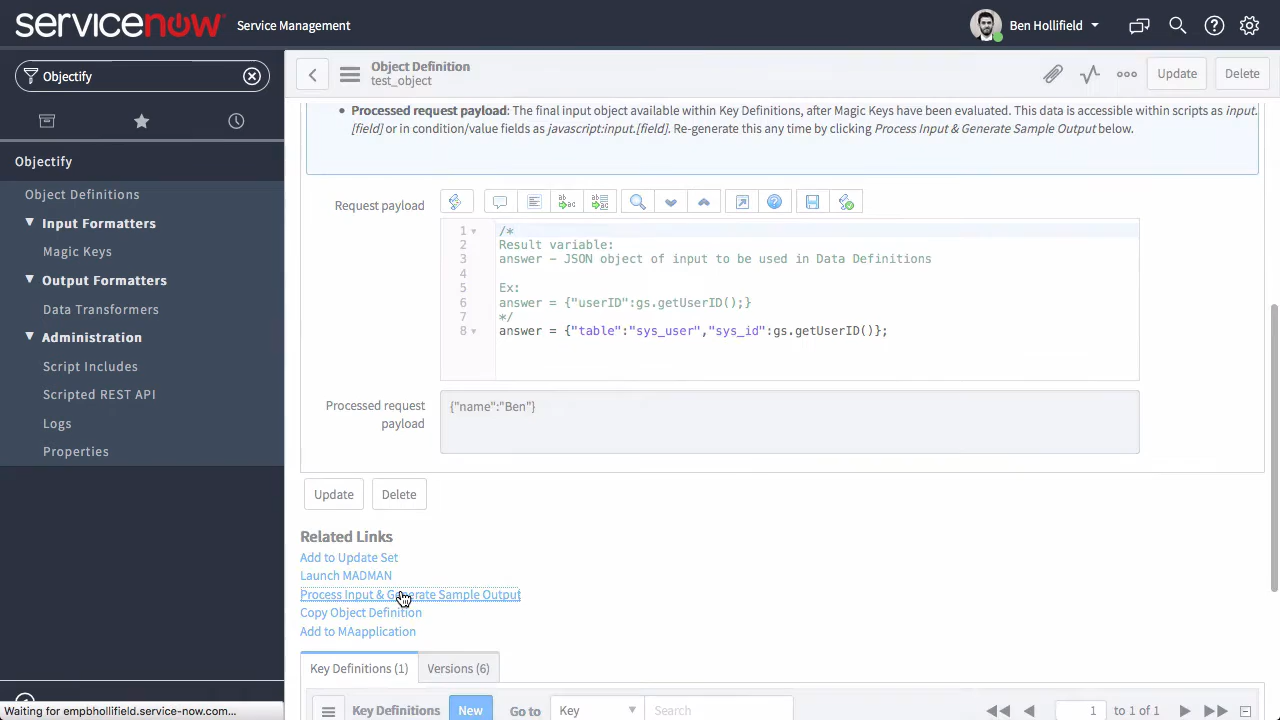 servicenow Service Management
Ben Hollifield
Objectify
Object Definition
test_object
Update
Delete
Objectify
Object Definitions
Input Formatters
Magic Keys
Output Formatters
Data Transformers
Administration
Script Includes
Scripted REST API
Logs
Properties
Waiting for empbhollifield.service-now.com...
• Processed request payload: The final input object available within Key Definitions, after Magic Keys have been evaluated. This data is accessible within scripts as input.
[field] or in condition/value fields as javascript:input.[field]. Re-generate this any time by clicking Process Input & Generate Sample Output below.
Request payload
1 /*
2 Result variable:
3 answer – JSON object of input to be used in Data Definitions
4
5 Ex:
6 answer = {"userID":gs.getUserID();}
7 */
8 answer = {"table":"sys_user","sys_id":gs.getUserID()};
Processed request
payload
{"name":"Ben"}
Update
Delete
Related Links
Add to Update Set
Launch MADMAN
Process Input & Generate Sample Output
Copy Object Definition
Add to MAapplication
Key Definitions (1)
Versions (6)
Key Definitions New Go to Key Search 1 to 1 of 1